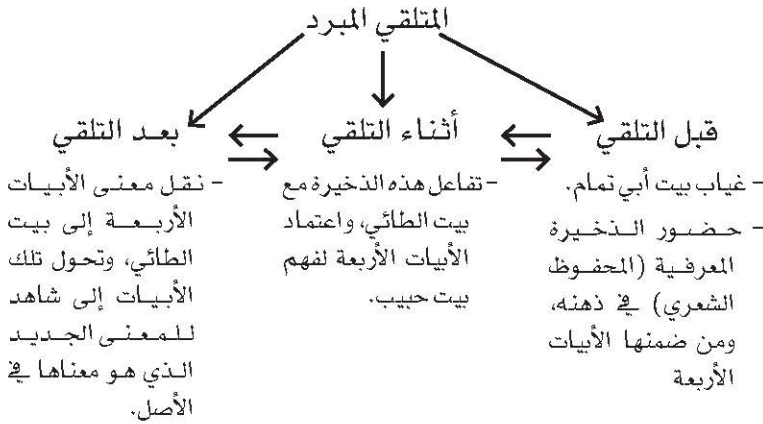 المتلقي المبرد
قبل التلقي
أثناء التلقي
بعد التلقي
- غياب بيت أبي تمام.
- حضور الذخيرة
المعرفية (المحفوظ
الشعري) في ذهنه،
ومن ضمنها الأبيات
الأربعة
- تفاعل هذه الذخيرة مع
بيت الطائي، واعتماد
الأبيات الأربعة لفهم
بيت حبيب.
- نقل معنى الأبيات
الأربعة إلى بيت
الطائي، وتحول تلك
الأبيات إلى شاهد
للمعنى الجديد
الذي هو معناها في
الأصل.